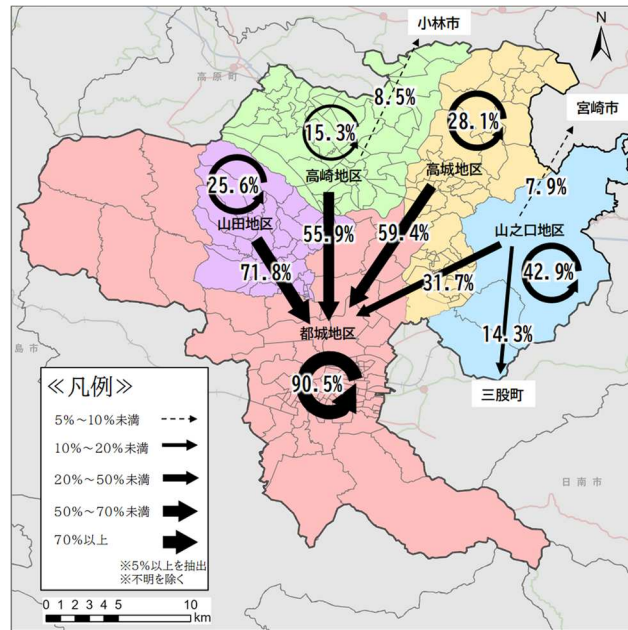 小林市
N
高原町
8.5%
宮崎市
15.3%
28.1%
高崎地区
高城地区
7.9%
25.6%
山田地区
55.9%
59.4%
山之口地区
71.8%
31.7%
42.9%
都城地区
14.3%
島市
90.5%
三股町
≪凡例≫
5%~10%未満
10%~20%未満
20%~50%未満
50%~70%未満
70%以上
※5%以上を抽出
※不明を除く
日南市
0 1 2 3 4 5 10
km